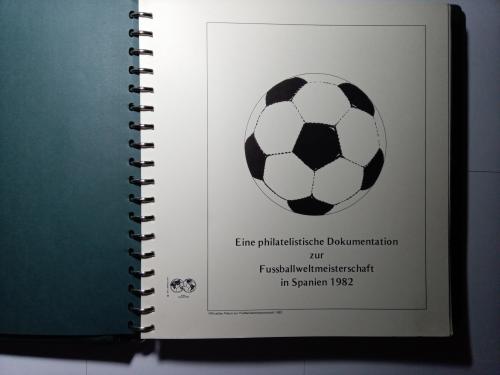 Eine philatelistische Dokumentation
zur
Fussballweltmeisterschaft
in Spanien 1982